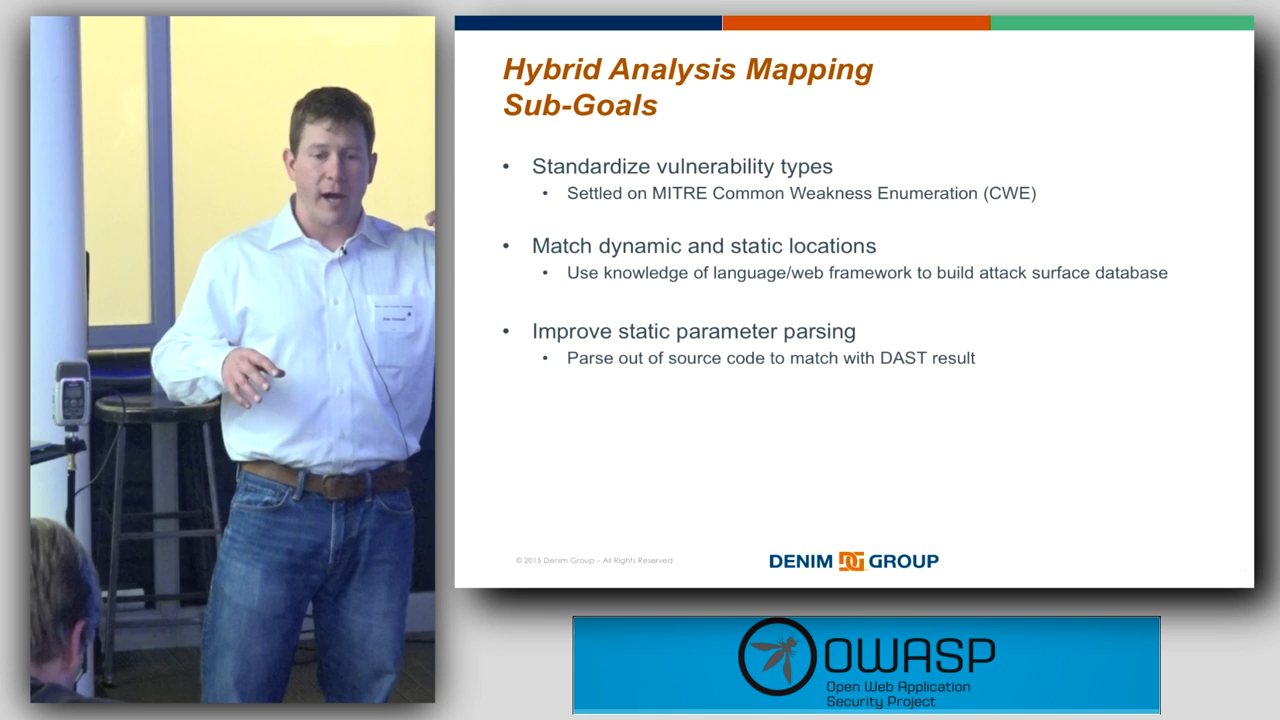 Hybrid Analysis Mapping
Sub-Goals
• Standardize vulnerability types
• Settled on MITRE Common Weakness Enumeration (CWE)
• Match dynamic and static locations
• Use knowledge of language/web framework to build attack surface database
• Improve static parameter parsing
• Parse out of source code to match with DAST result
© 2015 Denim Group – All Rights Reserved
DENIM DG GROUP
OWASP
Open Web Application
Security Project